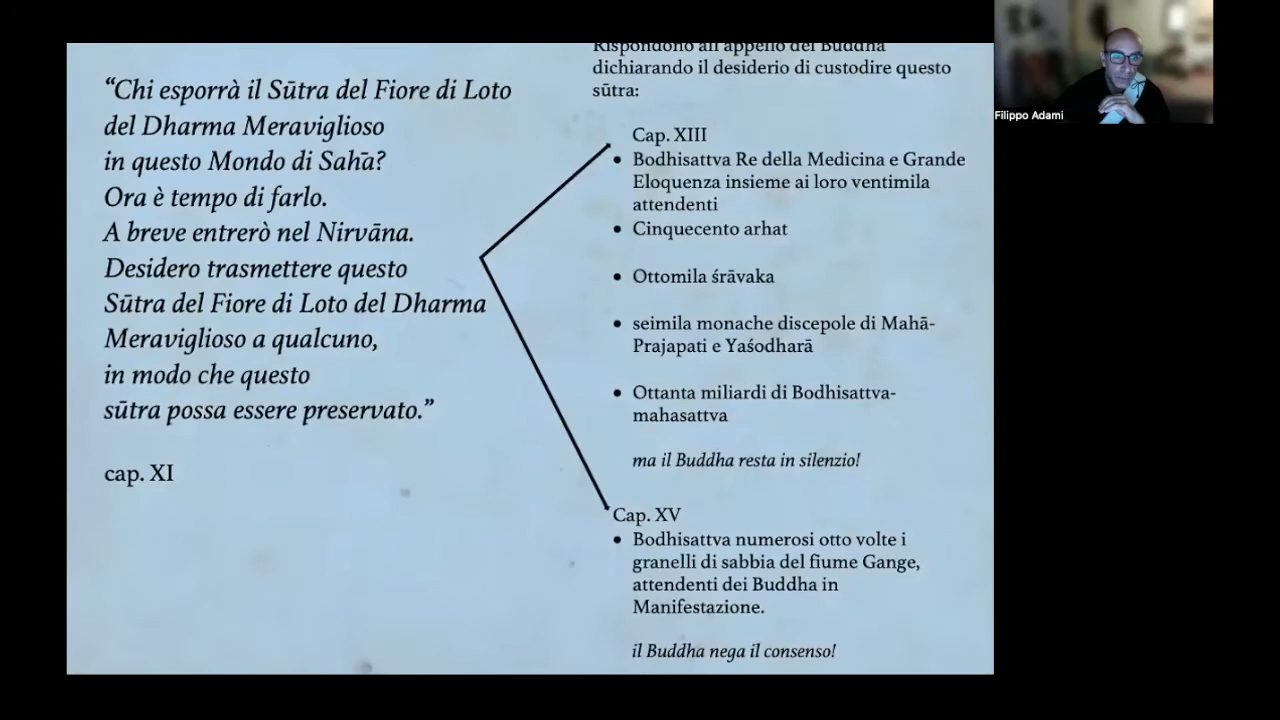 “Chi esporrà il Sūtra del Fiore di Loto
del Dharma Meraviglioso
in questo Mondo di Sahā?
Ora è tempo di farlo.
A breve entrerò nel Nirvāna.
Desidero trasmettere questo
Sūtra del Fiore di Loto del Dharma
Meraviglioso a qualcuno,
in modo che questo
sūtra possa essere preservato.”
cap. XI
Rispondono all'appello del Buddha
dichiarando il desiderio di custodire questo
sūtra:
Cap. XIII
• Bodhisattva Re della Medicina e Grande
Eloquenza insieme ai loro ventimila
attendenti
• Cinquecento arhat
• Ottomila śrāvaka
• seimila monache discepole di Mahā-
Prajapati e Yaśodharā
• Ottanta miliardi di Bodhisattva-
mahasattva
ma il Buddha resta in silenzio!
Cap. XV
• Bodhisattva numerosi otto volte i
granelli di sabbia del fiume Gange,
attendenti dei Buddha in
Manifestazione.
il Buddha nega il consenso!
Filippo Adami